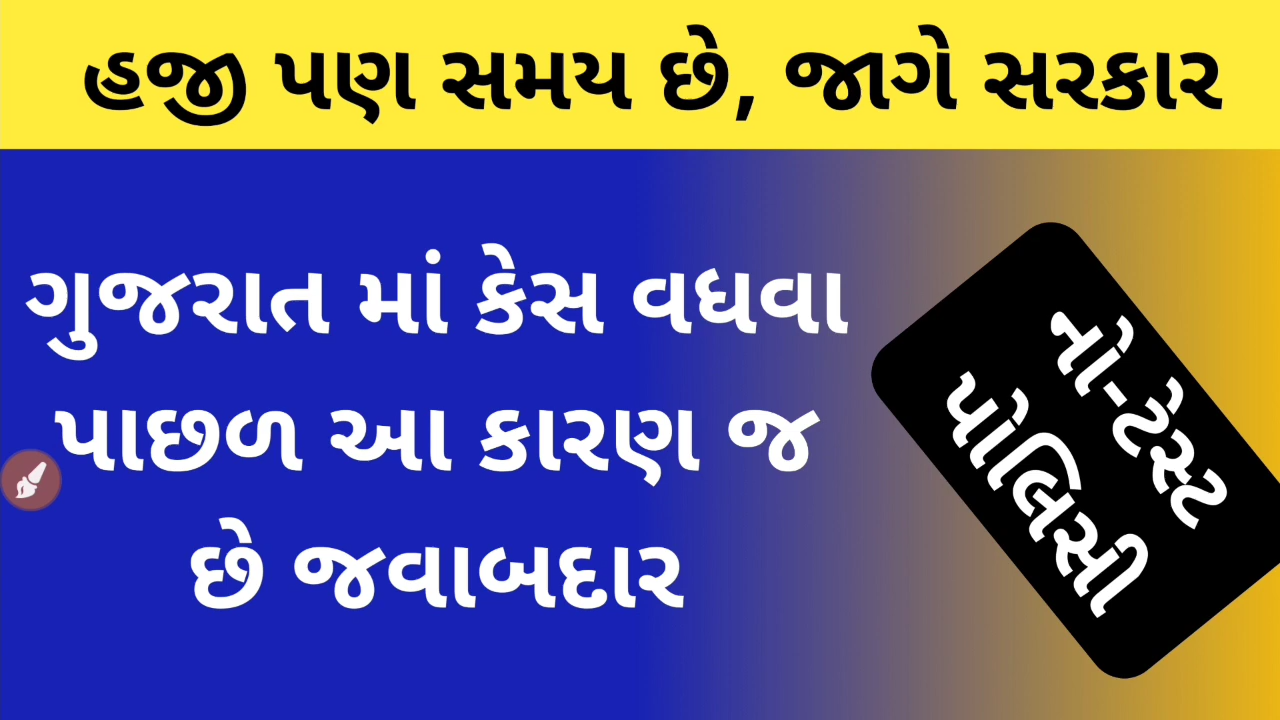 હજી પણ સમય છે, જાગે સરકાર
ગુજરાત માં કેસ વધવા
પાછળ આ કારણ જ
છે જવાબદાર
નો-ટેસ્ટ
પોલિસી